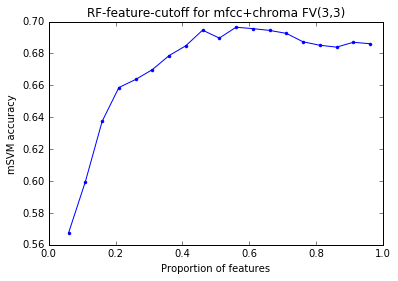 RF-feature-cutoff for mfcc+chroma FV(3,3)
0.70
0.68
0.66
0.64
0.62
0.60
0.58
0.56
mSVM accuracy
0.0 0.2 0.4 0.6 0.8 1.0
Proportion of features